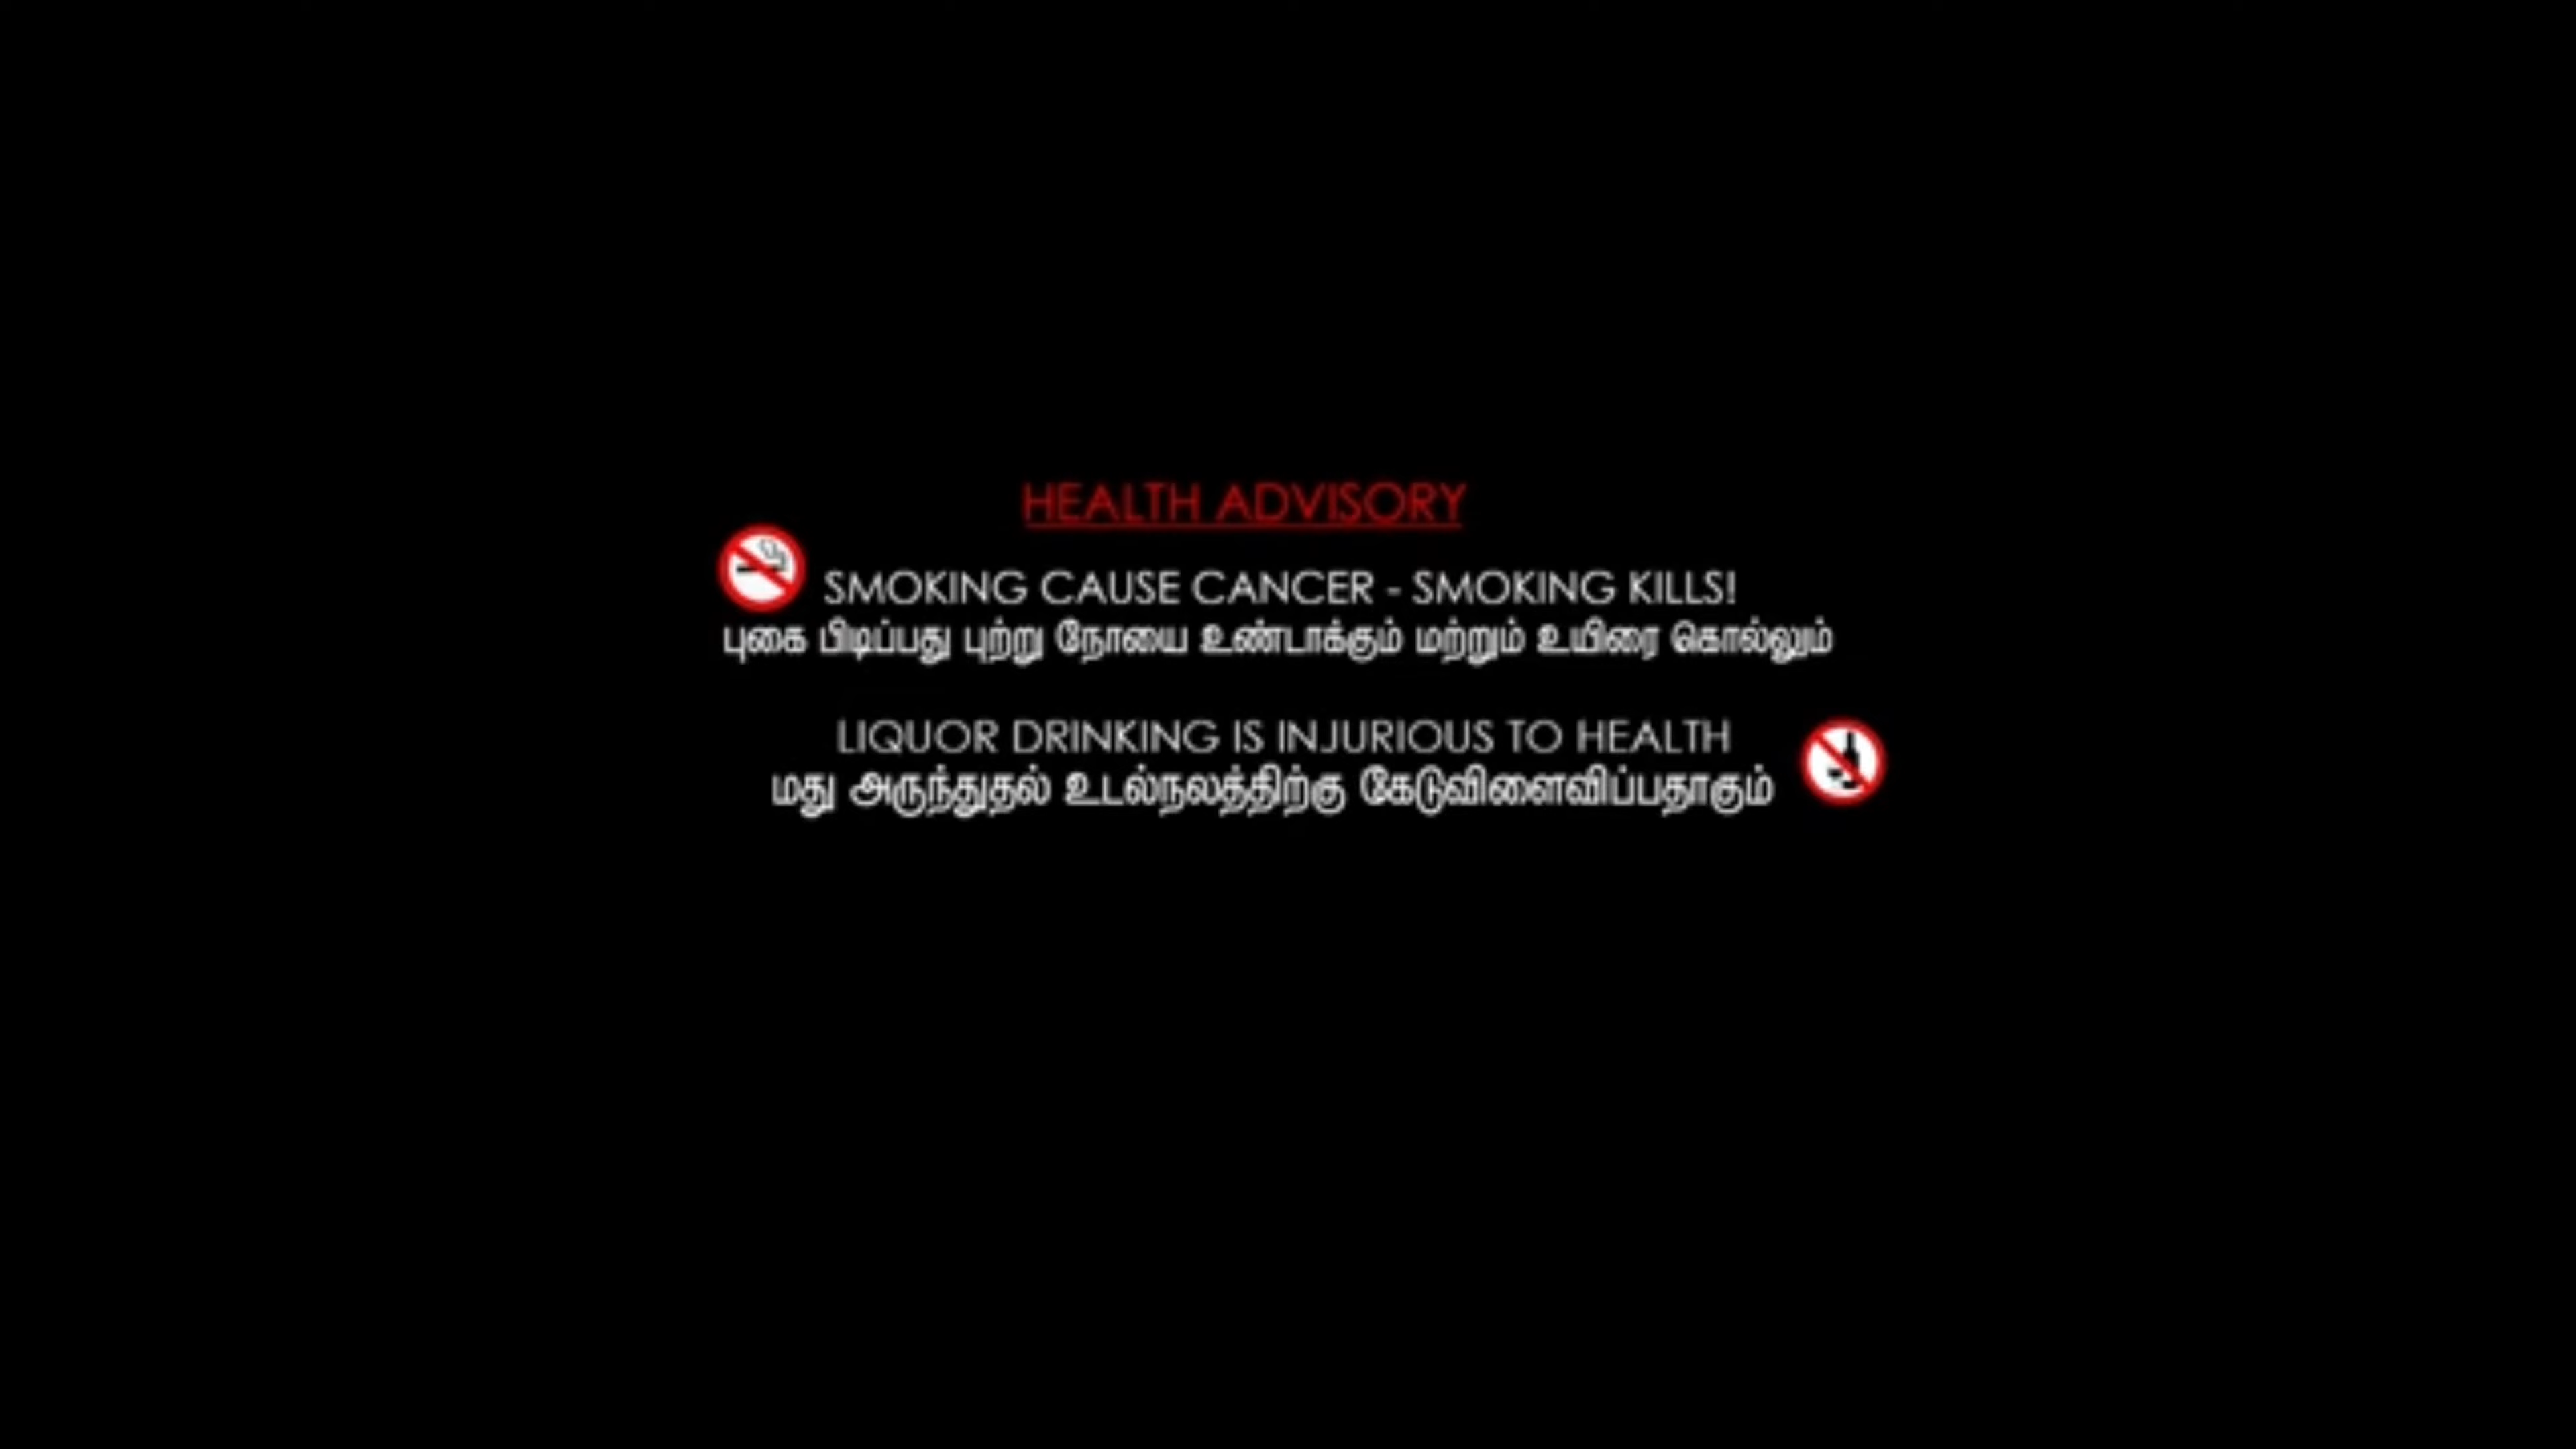 HEALTH ADVISORY
SMOKING CAUSE CANCER - SMOKING KILLS!
புகை பிடிப்பது புற்று நோயை உண்டாக்கும் மற்றும் உயிரை கொல்லும்
LIQUOR DRINKING IS INJURIOUS TO HEALTH
மது அருந்துதல் உடல்நலத்திற்கு கேடுவிளைவிப்பதாகும்